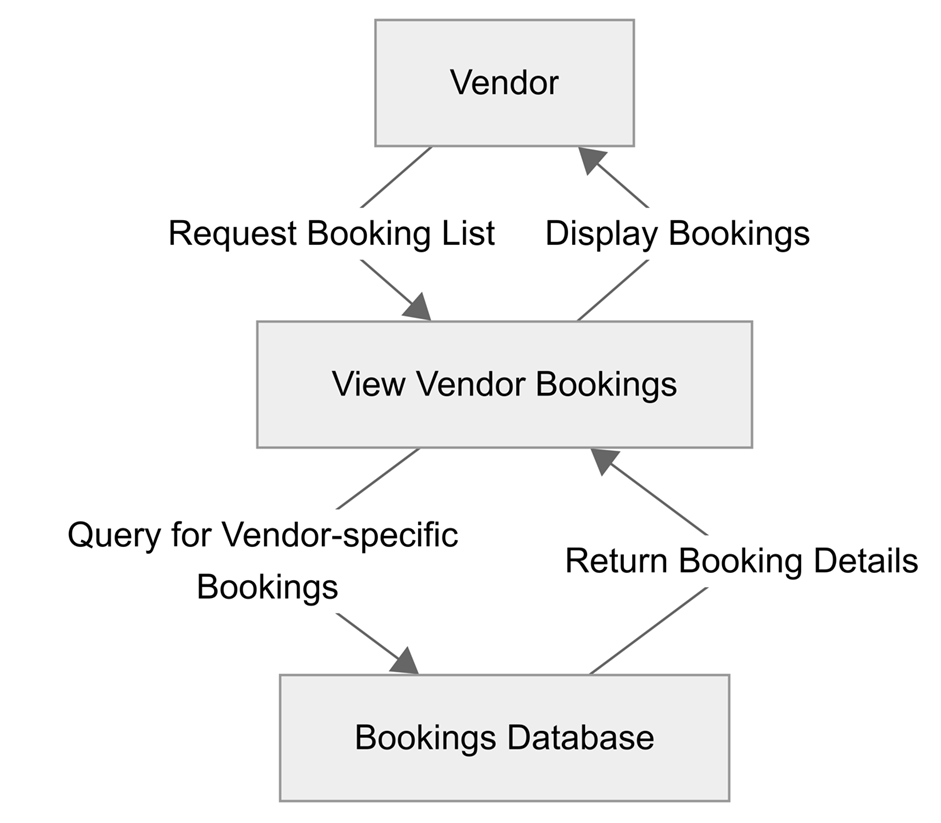 Vendor
Request Booking List
Display Bookings
View Vendor Bookings
Query for Vendor-specific
Bookings
Return Booking Details
Bookings Database